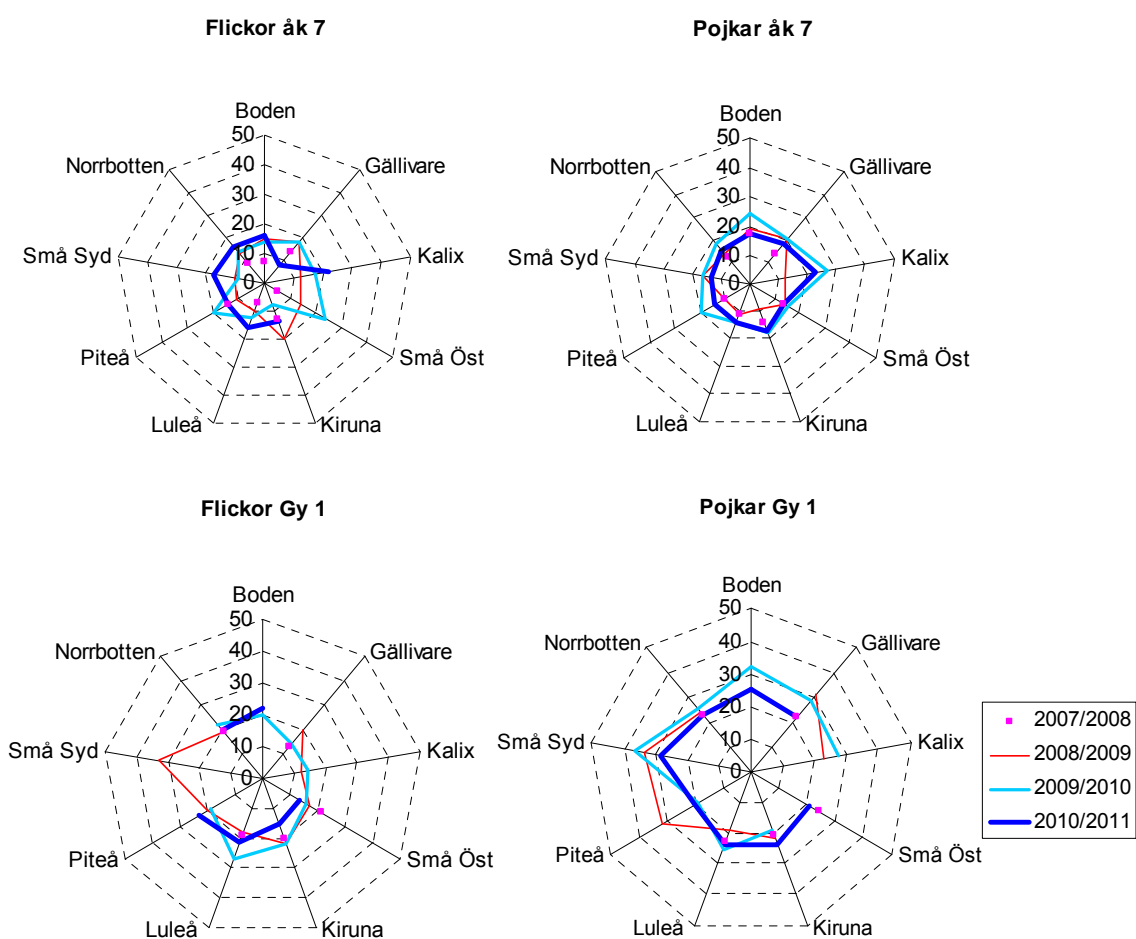 Flickor åk 7
Boden
50
40
30
20
10
0
Gällivare
Kalix
Små Öst
Kiruna
Luleå
Piteå
Små Syd
Norrbotten
Pojkar åk 7
Boden
50
40
30
20
10
0
Gällivare
Kalix
Små Öst
Kiruna
Luleå
Piteå
Små Syd
Norrbotten
Flickor Gy 1
Boden
50
40
30
20
10
0
Gällivare
Kalix
Små Öst
Kiruna
Luleå
Piteå
Små Syd
Norrbotten
Pojkar Gy 1
Boden
50
40
30
20
10
0
Gällivare
Kalix
Små Öst
Kiruna
Luleå
Piteå
Små Syd
Norrbotten
2007/2008
2008/2009
2009/2010
2010/2011